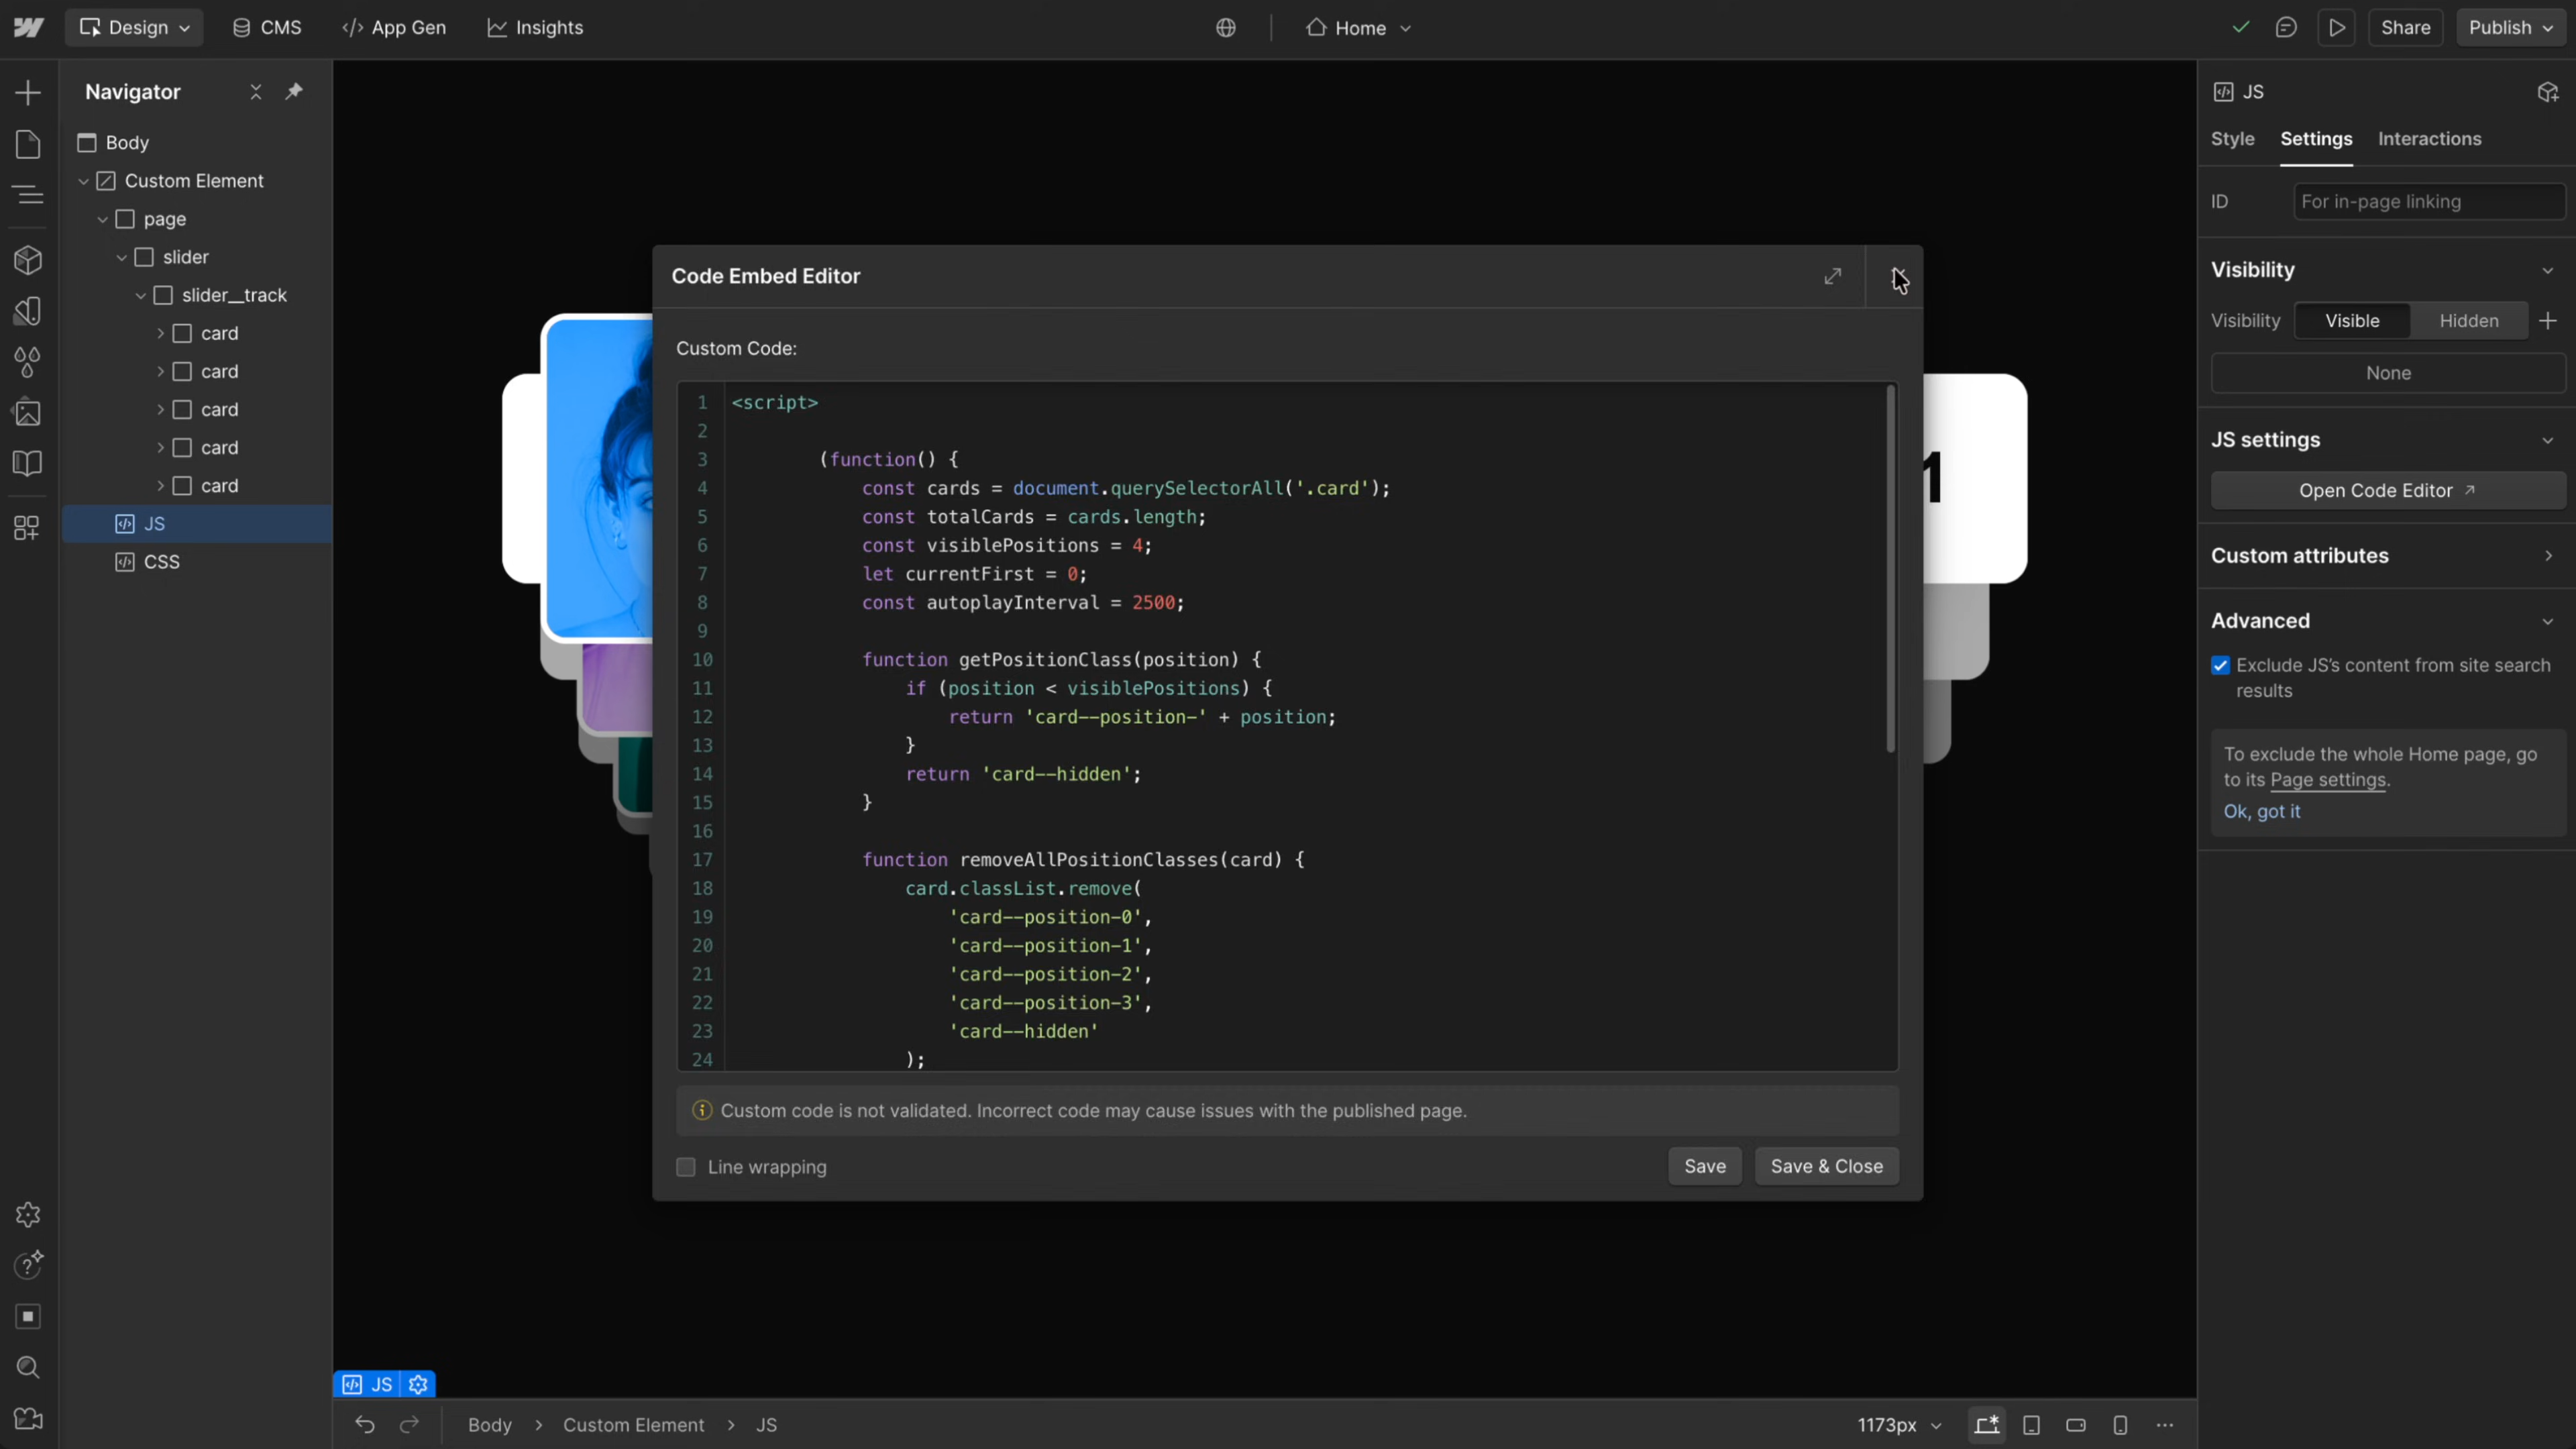 Design
CMS
App Gen
Insights
Home
Share
Publish
Navigator
Body
Custom Element
page
slider
slider__track
card
card
card
card
card
JS
CSS
Code Embed Editor
Custom Code:
1 <script>
2
3 (function() {
4 const cards = document.querySelectorAll('.card');
5 const totalCards = cards.length;
6 const visiblePositions = 4;
7 let currentFirst = 0;
8 const autoplayInterval = 2500;
9
10 function getPositionClass(position) {
11 if (position < visiblePositions) {
12 return 'card--position-' + position;
13 }
14 return 'card--hidden';
15 }
16
17 function removeAllPositionClasses(card) {
18 card.classList.remove(
19 'card--position-0',
20 'card--position-1',
21 'card--position-2',
22 'card--position-3',
23 'card--hidden'
24 );
Custom code is not validated. Incorrect code may cause issues with the published page.
Line wrapping
Save
Save & Close
1
JS
Style
Settings
Interactions
ID
For in-page linking
Visibility
Visibility
Visible
Hidden
None
JS settings
Open Code Editor
Custom attributes
Advanced
Exclude JS's content from site search
results
To exclude the whole Home page, go
to its Page settings.
Ok, got it
JS
Body > Custom Element > JS
1173px